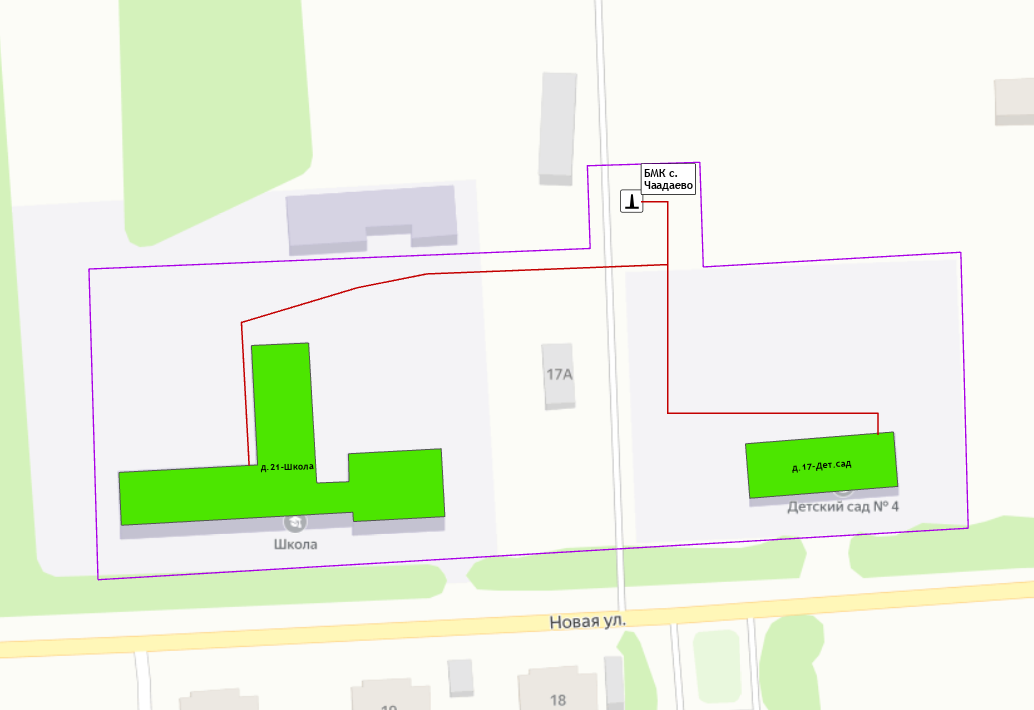 БМК с.
Чаадаево
17А
д.21-Школа
д.17-Дет.сад
Детский сад № 4
Школа
Новая ул.
18